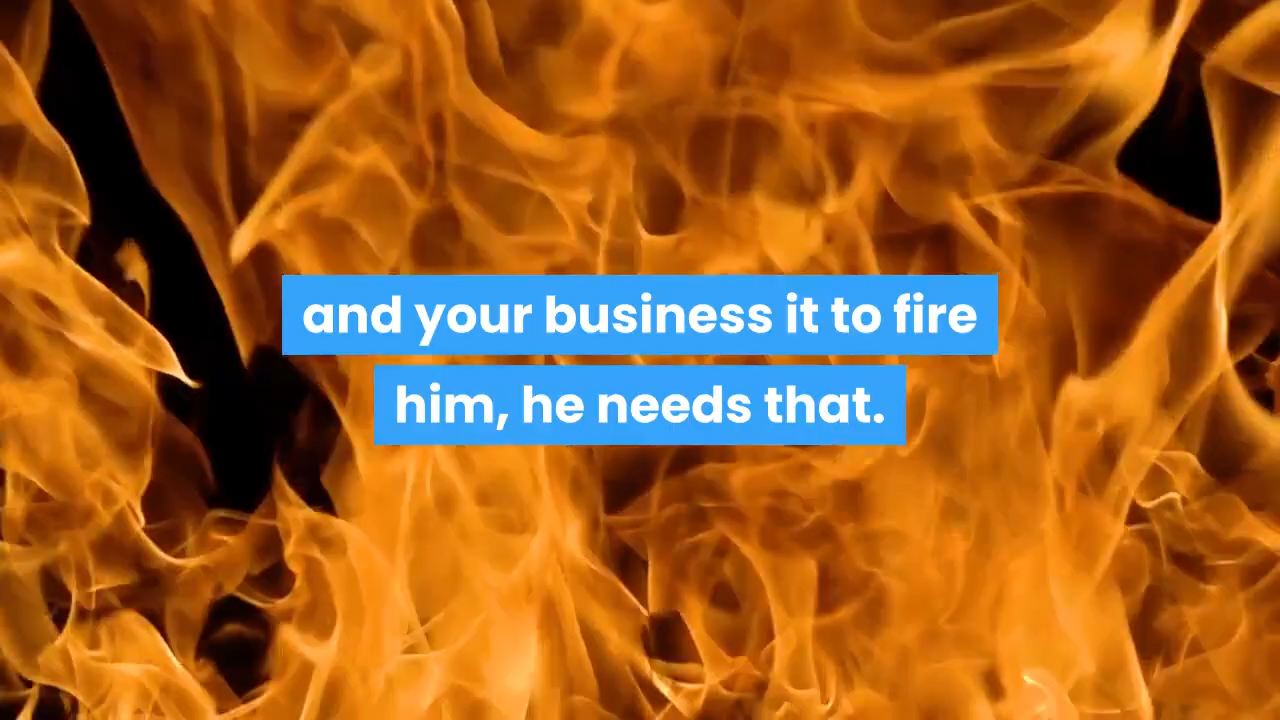 and your business it to fire
him, he needs that.